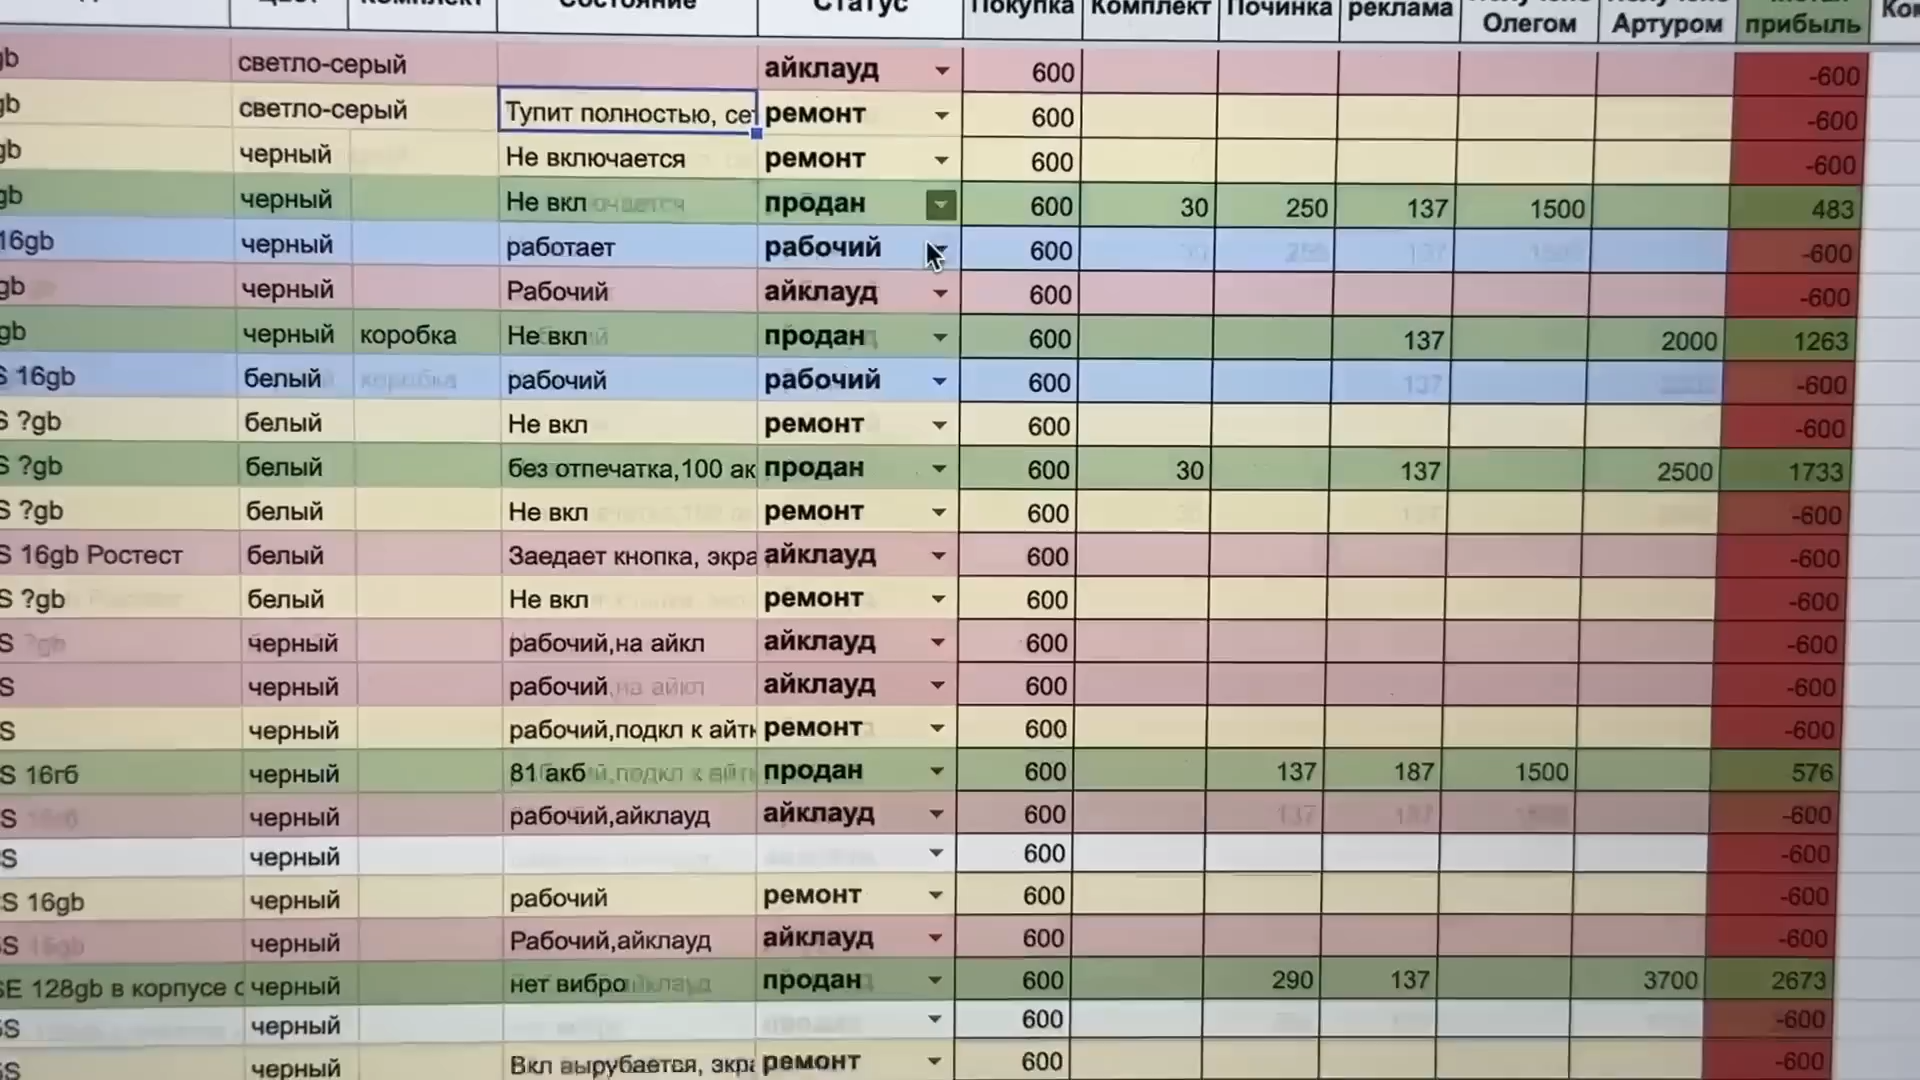 Состояние Статус Покупка Комплект Починка реклама Олегом Артуром прибыль
gb светло-серый айклауд 600 -600
gb светло-серый Тупит полностью, сет ремонт 600 -600
gb черный Не включается ремонт 600 -600
gb черный Не вкл продан 600 30 250 137 1500 483
16gb черный работает рабочий 600 -600
gb черный Рабочий айклауд 600 -600
gb черный коробка Не вкл продан 600 137 2000 1263
S 16gb белый рабочий рабочий 600 -600
S ?gb белый Не вкл ремонт 600 -600
S ?gb белый без отпечатка,100 ак продан 600 30 137 2500 1733
S ?gb белый Не вкл ремонт 600 -600
S 16gb Ростест белый Заедает кнопка, экра айклауд 600 -600
S ?gb белый Не вкл ремонт 600 -600
S ?gb черный рабочий,на айкл айклауд 600 -600
S черный рабочий айклауд 600 -600
S черный рабочий,подкл к айтю ремонт 600 -600
S 16гб черный 81 акб продан 600 137 187 1500 576
S черный рабочий,айклауд айклауд 600 -600
S черный 600 -600
S 16gb черный рабочий ремонт 600 -600
S черный Рабочий,айклауд айклауд 600 -600
SE 128gb в корпусе с черный нет вибро продан 600 290 137 3700 2673
S черный 600 -600
S черный Вкл вырубается, экра ремонт 600 -600